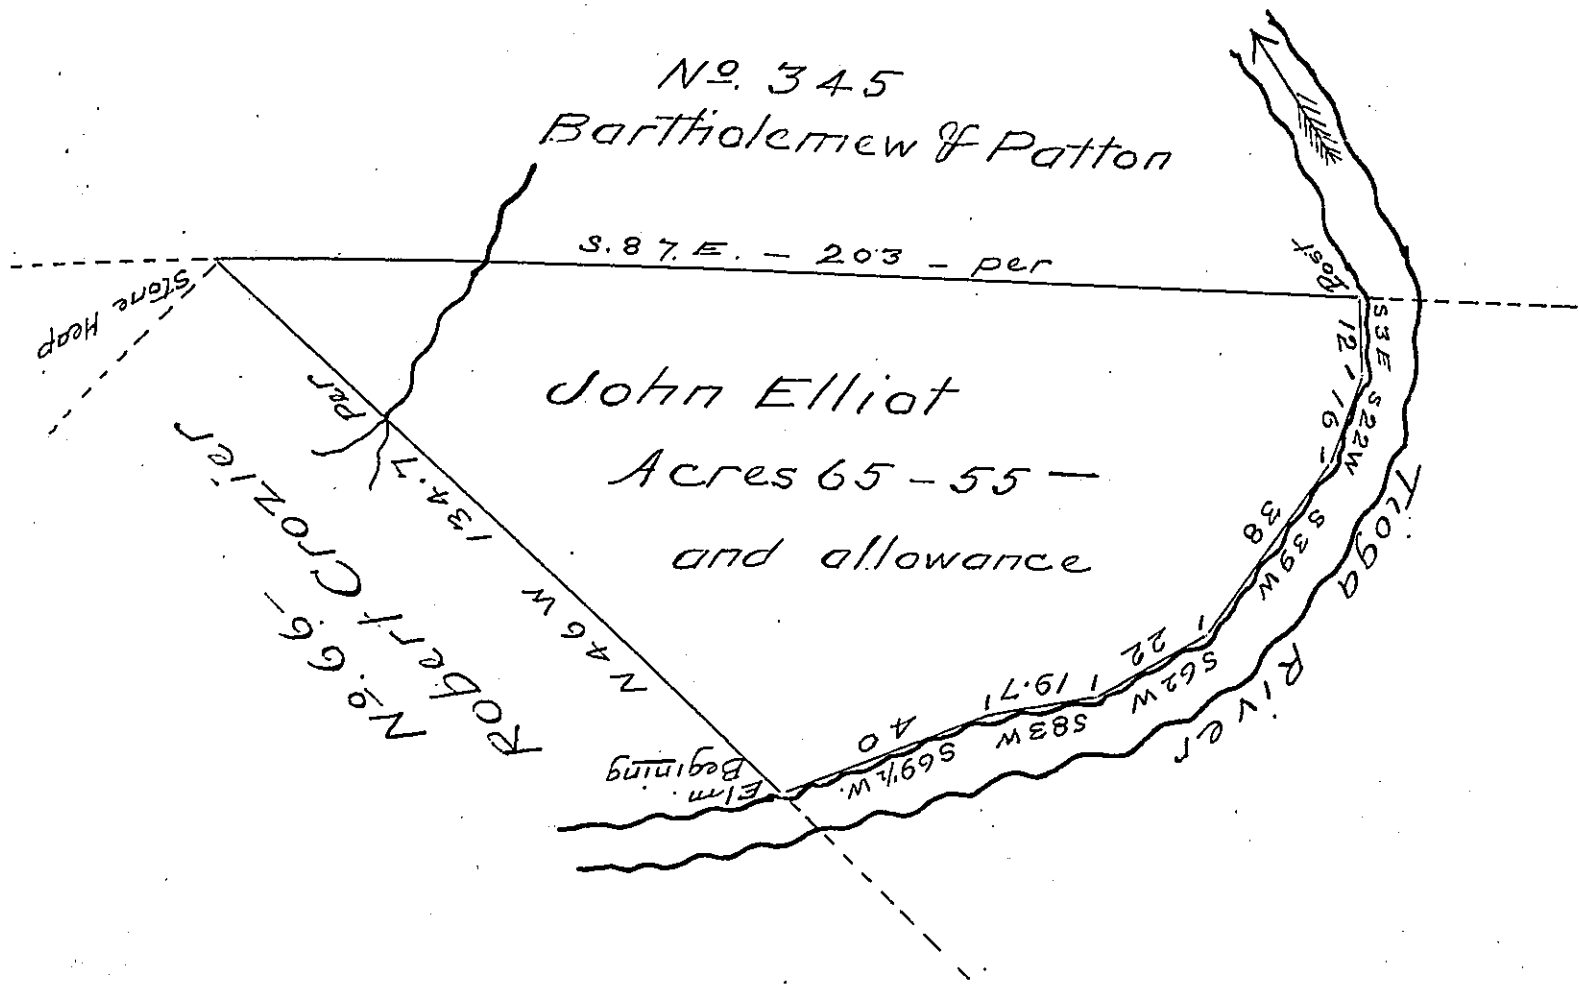 No. 345
Bartholemew & Patton
S. 87. E. – 203 – per
Post
Stone Heap
S3E
12
S22W
16
S39W
38
S62W
22
S83W
19.7
S69½W.
40
Elm.
Begining
N 46 W 134.7 Per
John Elliot
Acres 65 – 55 —
and allowance
No. 66
Robert Crozier
Tioga River